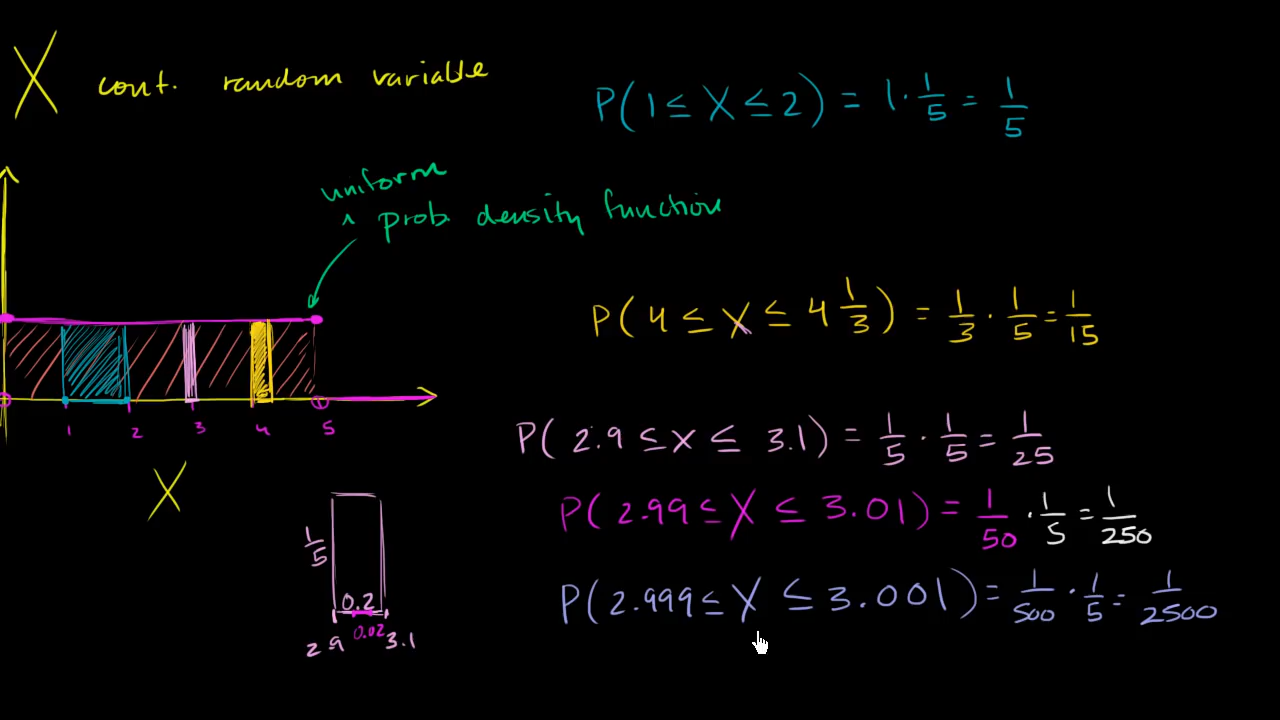 X cont. random variable
P(1 ≤ X ≤ 2) = 1 · 1/5 = 1/5
uniform
^ prob. density function
P(4 ≤ X ≤ 4 1/3) = 1/3 · 1/5 = 1/15
1 2 3 4 5
P(2.9 ≤ x ≤ 3.1) = 1/5 · 1/5 = 1/25
X
P(2.99 ≤ X ≤ 3.01) = 1/50 · 1/5 = 1/250
1/5
P(2.999 ≤ X ≤ 3.001) = 1/500 · 1/5 = 1/2500
0.2
2.9 0.02 3.1